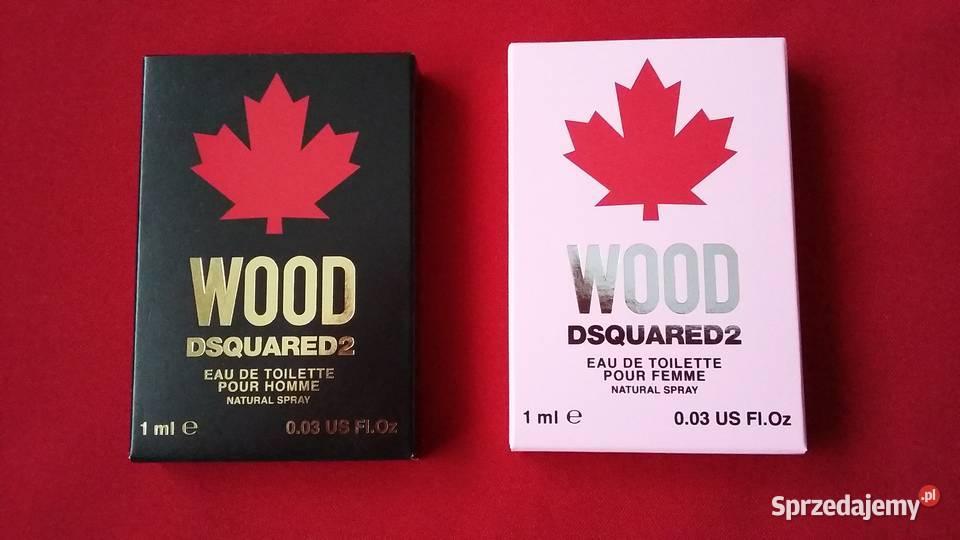 WOOD
DSQUARED2
EAU DE TOILETTE
POUR HOMME
NATURAL SPRAY
1 ml ℮ 0.03 US Fl.Oz
WOOD
DSQUARED2
EAU DE TOILETTE
POUR FEMME
NATURAL SPRAY
1 ml ℮ 0.03 US Fl.Oz
Sprzedajemy.pl